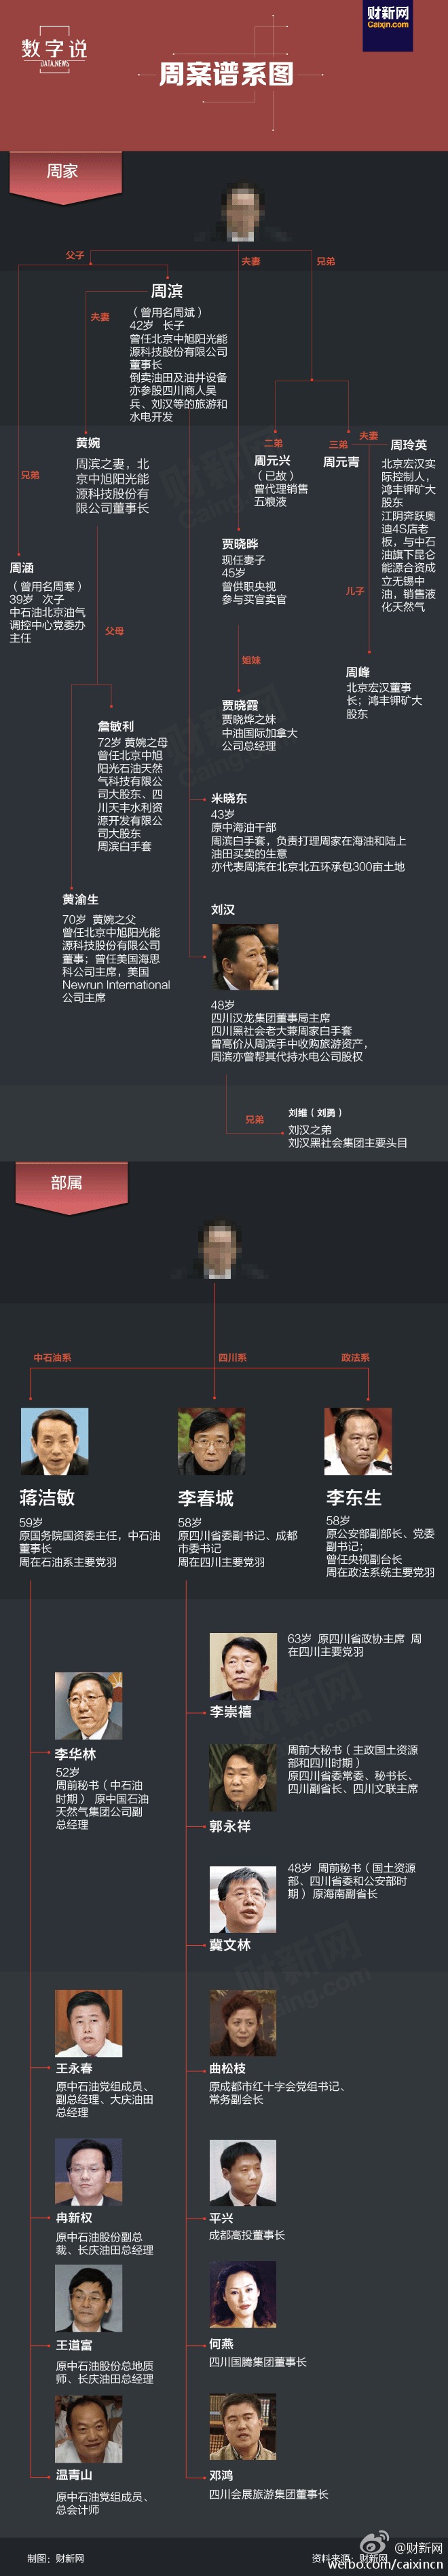 财新网
Caixin.com
数字说
DATA.NEWS
周案谱系图
周家
父子
夫妻
兄弟
周滨
（曾用名周斌）
42岁 长子
曾任北京中旭阳光能
源科技股份有限公司
董事长
倒卖油田及油井设备
亦参股四川商人吴
兵、刘汉等的旅游和
水电开发
夫妻
黄婉
周滨之妻，北
京中旭阳光能
源科技股份有
限公司董事长
兄弟
周涵
（曾用名周寒）
39岁 次子
中石油北京油气
调控中心党委办
主任
二弟
周元兴
（已故）
曾代理销售
五粮液
三弟
周元青
夫妻
周玲英
北京宏汉实
际控制人，
鸿丰钾矿大
股东
江阴奔跃奥
迪4S店老
板，与中石
油旗下昆仑
能源合资成
立无锡中
油，销售液
化天然气
儿子
周峰
北京宏汉董事
长；鸿丰钾矿大
股东
贾晓晔
现任妻子
45岁
曾供职央视
参与买官卖官
姐妹
贾晓霞
贾晓烨之妹
中油国际加拿大
公司总经理
父母
詹敏利
72岁 黄婉之母
曾任北京中旭
阳光石油天然
气科技有限公
司大股东、四
川天丰水利资
源开发有限公
司大股东
周滨白手套
黄渝生
70岁 黄婉之父
曾任北京中旭阳光能
源科技股份有限公司
董事；曾任美国海思
科公司主席，美国
Newrun International
公司主席
米晓东
43岁
原中海油干部
周滨白手套，负责打理周家在海油和陆上
油田买卖的生意
亦代表周滨在北京北五环承包300亩土地
刘汉
48岁
四川汉龙集团董事局主席
四川黑社会老大兼周家白手套
曾高价从周滨手中收购旅游资产，
周滨亦曾帮其代持水电公司股权
兄弟
刘维（刘勇）
刘汉之弟
刘汉黑社会集团主要头目
部属
中石油系
四川系
政法系
蒋洁敏
59岁
原国务院国资委主任，中石油
董事长
周在石油系主要党羽
李春城
58岁
原四川省委副书记、成都
市委书记
周在四川主要党羽
李东生
58岁
原公安部副部长、党委
副书记；
曾任央视副台长
周在政法系统主要党羽
李华林
52岁
周前秘书（中石油
时期） 原中国石油
天然气集团公司副
总经理
63岁 原四川省政协主席 周
在四川主要党羽
李崇禧
周前大秘书（主政国土资源
部和四川时期）
原四川省委常委、秘书长、
四川副省长、四川文联主席
郭永祥
48岁 周前秘书（国土资源
部、四川省委和公安部时
期） 原海南副省长
冀文林
王永春
原中石油党组成员、
副总经理、大庆油田
总经理
曲松枝
原成都市红十字会党组书记、
常务副会长
冉新权
原中石油股份副总
裁、长庆油田总经理
平兴
成都高投董事长
王道富
原中石油股份总地质
师、长庆油田总经理
何燕
四川国腾集团董事长
温青山
原中石油党组成员、
总会计师
邓鸿
四川会展旅游集团董事长
制图：财新网
资料来源：财新网
@财新网
weibo.com/caixincn
财新网
Caing.com
财新网
Caing.com
财新网
Caing.com
财新网
Caing.com